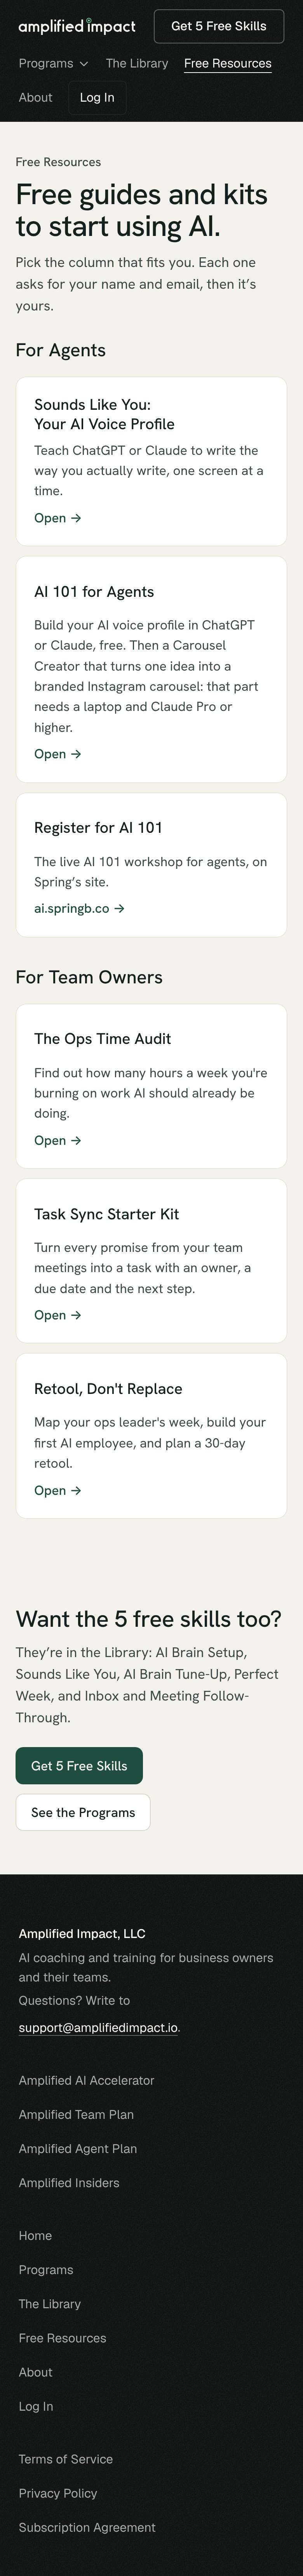 amplified impact
Get 5 Free Skills
Programs
The Library
Free Resources
About
Log In
Free Resources
Free guides and kits
to start using AI.
Pick the column that fits you. Each one
asks for your name and email, then it’s
yours.
For Agents
Sounds Like You:
Your AI Voice Profile
Teach ChatGPT or Claude to write the
way you actually write, one screen at a
time.
Open →
AI 101 for Agents
Build your AI voice profile in ChatGPT
or Claude, free. Then a Carousel
Creator that turns one idea into a
branded Instagram carousel: that part
needs a laptop and Claude Pro or
higher.
Open →
Register for AI 101
The live AI 101 workshop for agents, on
Spring’s site.
ai.springb.co →
For Team Owners
The Ops Time Audit
Find out how many hours a week you're
burning on work AI should already be
doing.
Open →
Task Sync Starter Kit
Turn every promise from your team
meetings into a task with an owner, a
due date and the next step.
Open →
Retool, Don't Replace
Map your ops leader's week, build your
first AI employee, and plan a 30-day
retool.
Open →
Want the 5 free skills too?
They’re in the Library: AI Brain Setup,
Sounds Like You, AI Brain Tune-Up, Perfect
Week, and Inbox and Meeting Follow-
Through.
Get 5 Free Skills
See the Programs
Amplified Impact, LLC
AI coaching and training for business owners
and their teams.
Questions? Write to
support@amplifiedimpact.io.
Amplified AI Accelerator
Amplified Team Plan
Amplified Agent Plan
Amplified Insiders
Home
Programs
The Library
Free Resources
About
Log In
Terms of Service
Privacy Policy
Subscription Agreement